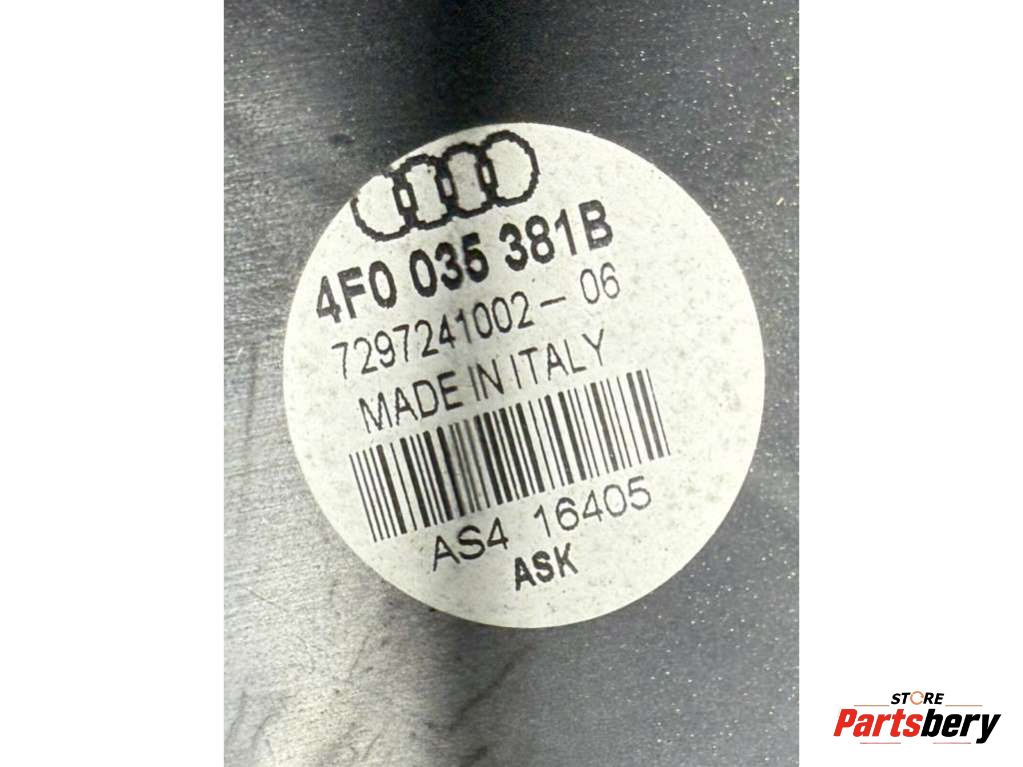 4F0 035 381B
7297241002-06
MADE IN ITALY
AS4 16405
ASK
STORE
Partsbery